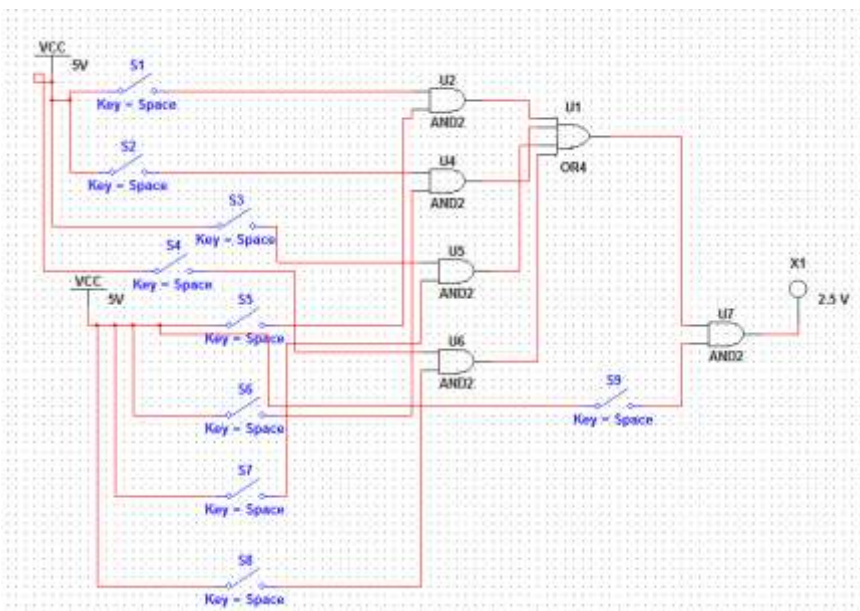 VCC
5V
S1
Key = Space
U2
AND2
U1
OR4
S2
Key = Space
U4
AND2
S3
Key = Space
S4
Key = Space
U5
AND2
VCC
5V
S5
Key = Space
U6
AND2
X1
2.5 V
U7
AND2
S6
Key = Space
S9
Key = Space
S7
Key = Space
S8
Key = Space